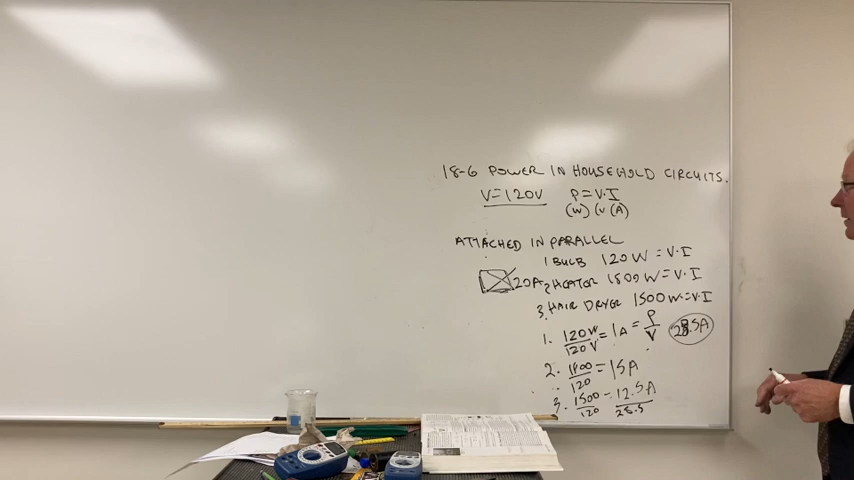 18-6 POWER IN HOUSEHOLD CIRCUITS.
V=120V P=V·I
(W) (V (A)
ATTACHED IN PARALLEL
1 BULB 120W=V·I
20A 2 HEATER 1800W=V·I
3. HAIR DRYER 1500W=V·I
1. 120W/120V = 1A = P/V 28.5A
2. 1800/120 = 15A
3. 1500/120 = 12.5A
28.5